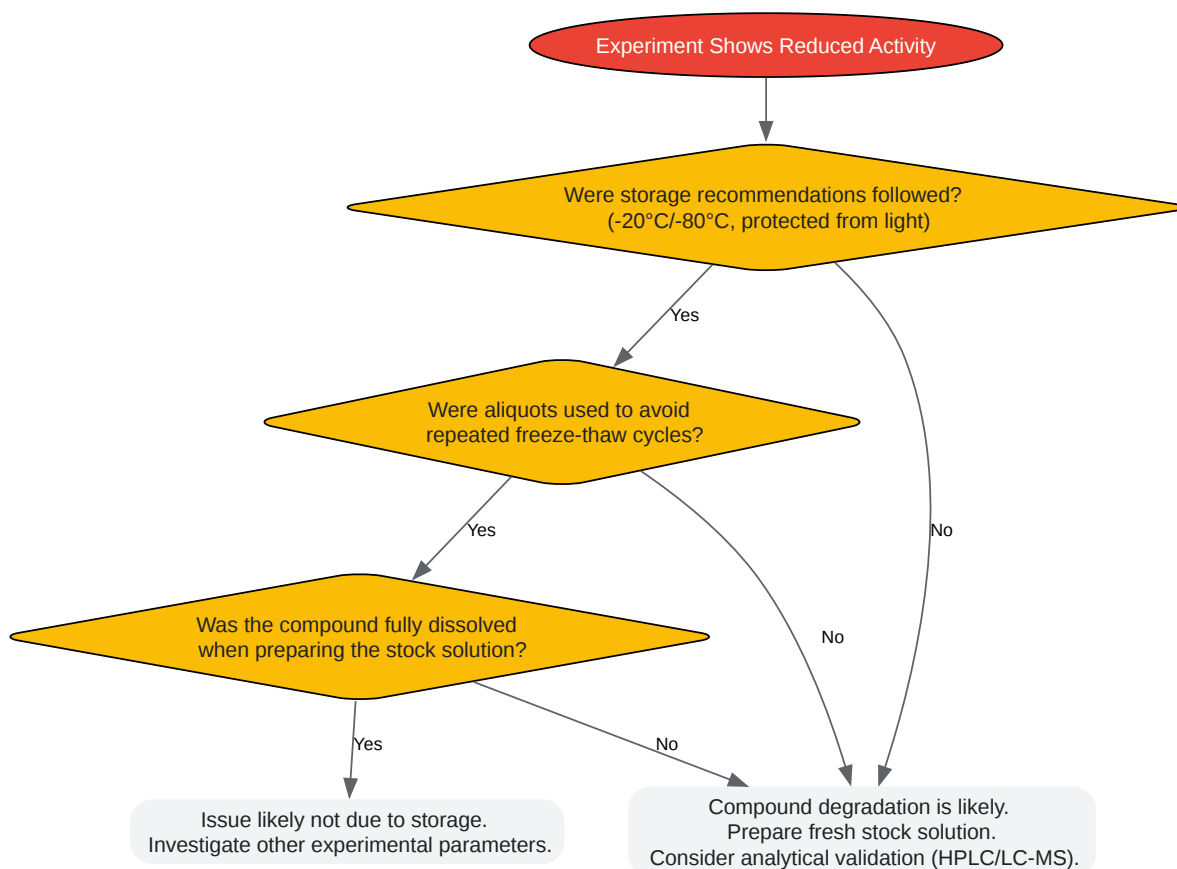 Experiment Shows Reduced Activity
Were storage recommendations followed?
(-20°C/-80°C, protected from light)
Yes
Were aliquots used to avoid
repeated freeze-thaw cycles?
No
Yes
Was the compound fully dissolved
when preparing the stock solution?
No
Yes
No
Issue likely not due to storage.
Investigate other experimental parameters.
Compound degradation is likely.
Prepare fresh stock solution.
Consider analytical validation (HPLC/LC-MS).